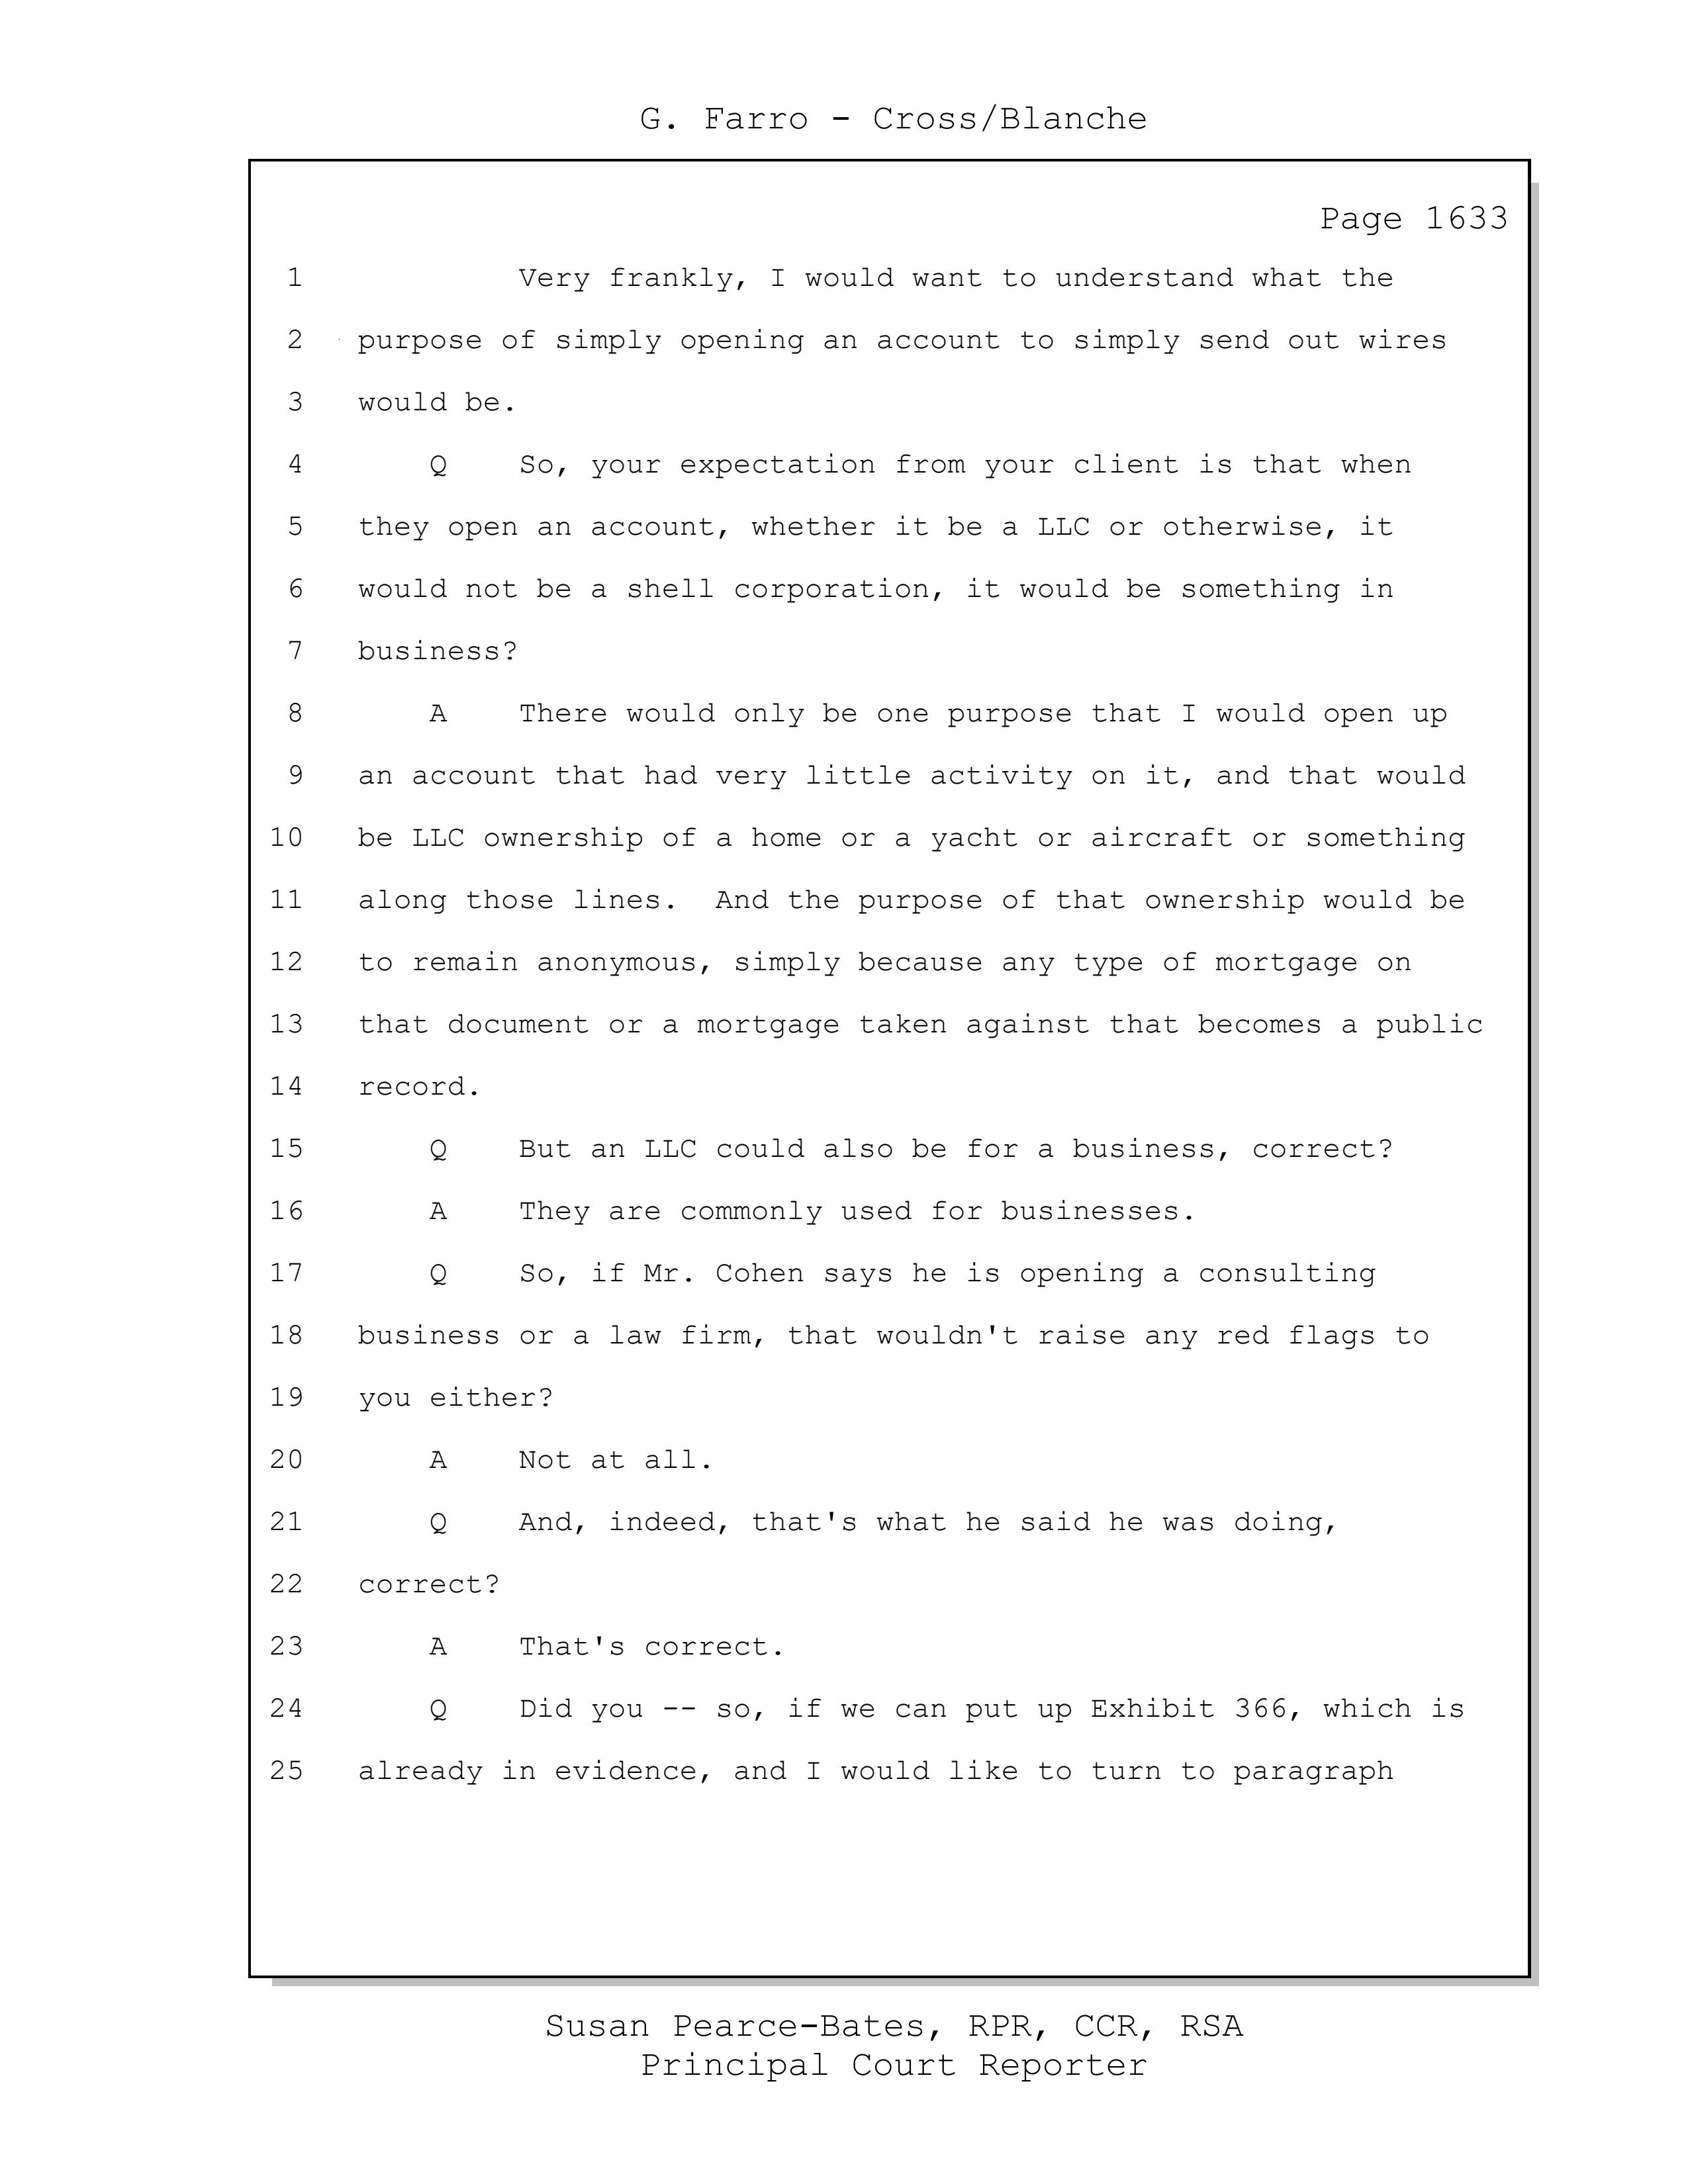 G. Farro - Cross/Blanche
Page 1633
1 Very frankly, I would want to understand what the
2 purpose of simply opening an account to simply send out wires
3 would be.
4 Q So, your expectation from your client is that when
5 they open an account, whether it be a LLC or otherwise, it
6 would not be a shell corporation, it would be something in
7 business?
8 A There would only be one purpose that I would open up
9 an account that had very little activity on it, and that would
10 be LLC ownership of a home or a yacht or aircraft or something
11 along those lines. And the purpose of that ownership would be
12 to remain anonymous, simply because any type of mortgage on
13 that document or a mortgage taken against that becomes a public
14 record.
15 Q But an LLC could also be for a business, correct?
16 A They are commonly used for businesses.
17 Q So, if Mr. Cohen says he is opening a consulting
18 business or a law firm, that wouldn't raise any red flags to
19 you either?
20 A Not at all.
21 Q And, indeed, that's what he said he was doing,
22 correct?
23 A That's correct.
24 Q Did you -- so, if we can put up Exhibit 366, which is
25 already in evidence, and I would like to turn to paragraph
Susan Pearce-Bates, RPR, CCR, RSA
Principal Court Reporter